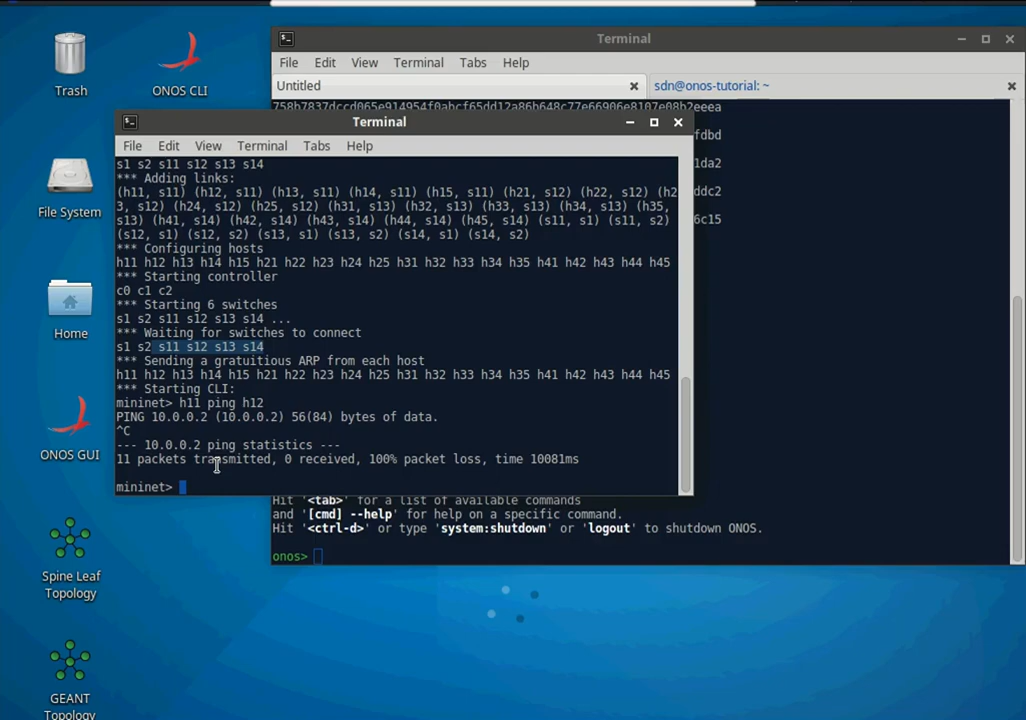 Trash
ONOS CLI
File System
Home
ONOS GUI
Spine Leaf
Topology
GEANT
Topology
Terminal
File Edit View Terminal Tabs Help
Untitled
sdn@onos-tutorial: ~
758b7837dccd065e914954f0abcf65dd12a86b648c77e66906e8107e08b2eeea
fdbd
1da2
ddc2
6c15
Terminal
File Edit View Terminal Tabs Help
s1 s2 s11 s12 s13 s14
*** Adding links:
(h11, s11) (h12, s11) (h13, s11) (h14, s11) (h15, s11) (h21, s12) (h22, s12) (h2
3, s12) (h24, s12) (h25, s12) (h31, s13) (h32, s13) (h33, s13) (h34, s13) (h35,
s13) (h41, s14) (h42, s14) (h43, s14) (h44, s14) (h45, s14) (s11, s1) (s11, s2)
(s12, s1) (s12, s2) (s13, s1) (s13, s2) (s14, s1) (s14, s2)
*** Configuring hosts
h11 h12 h13 h14 h15 h21 h22 h23 h24 h25 h31 h32 h33 h34 h35 h41 h42 h43 h44 h45
*** Starting controller
c0 c1 c2
*** Starting 6 switches
s1 s2 s11 s12 s13 s14 ...
*** Waiting for switches to connect
s1 s2 s11 s12 s13 s14
*** Sending a gratuitious ARP from each host
h11 h12 h13 h14 h15 h21 h22 h23 h24 h25 h31 h32 h33 h34 h35 h41 h42 h43 h44 h45
*** Starting CLI:
mininet> h11 ping h12
PING 10.0.0.2 (10.0.0.2) 56(84) bytes of data.
^C
--- 10.0.0.2 ping statistics ---
11 packets transmitted, 0 received, 100% packet loss, time 10081ms
mininet>
Hit '<tab>' for a list of available commands
and '[cmd] --help' for help on a specific command.
Hit '<ctrl-d>' or type 'system:shutdown' or 'logout' to shutdown ONOS.
onos>